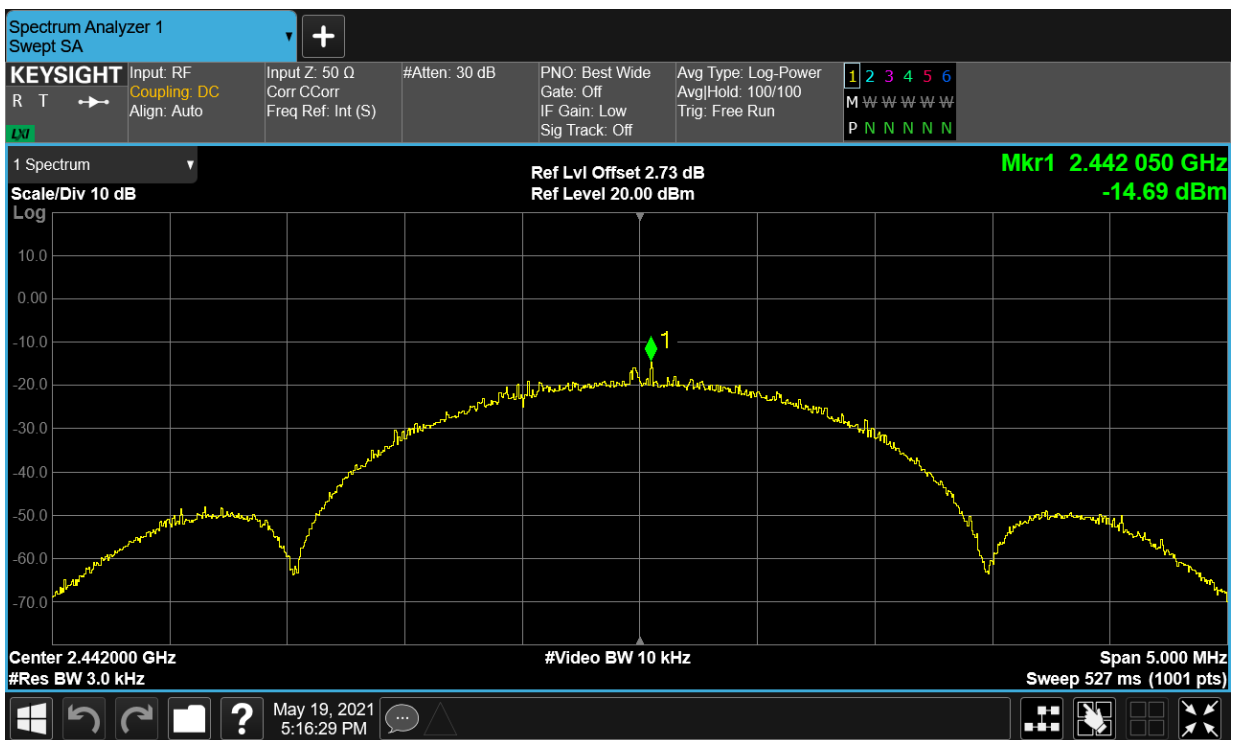 Spectrum Analyzer 1
Swept SA
KEYSIGHT
R T
LXI
Input: RF
Coupling: DC
Align: Auto
Input Z: 50 Ω
Corr CCorr
Freq Ref: Int (S)
#Atten: 30 dB
PNO: Best Wide
Gate: Off
IF Gain: Low
Sig Track: Off
Avg Type: Log-Power
Avg|Hold: 100/100
Trig: Free Run
1 2 3 4 5 6
M W W W W W
P N N N N N
1 Spectrum
Scale/Div 10 dB
Ref Lvl Offset 2.73 dB
Ref Level 20.00 dBm
Mkr1 2.442 050 GHz
-14.69 dBm
Log
10.0
0.00
-10.0
1
-20.0
-30.0
-40.0
-50.0
-60.0
-70.0
Center 2.442000 GHz
#Video BW 10 kHz
Span 5.000 MHz
#Res BW 3.0 kHz
Sweep 527 ms (1001 pts)
?
May 19, 2021
5:16:29 PM